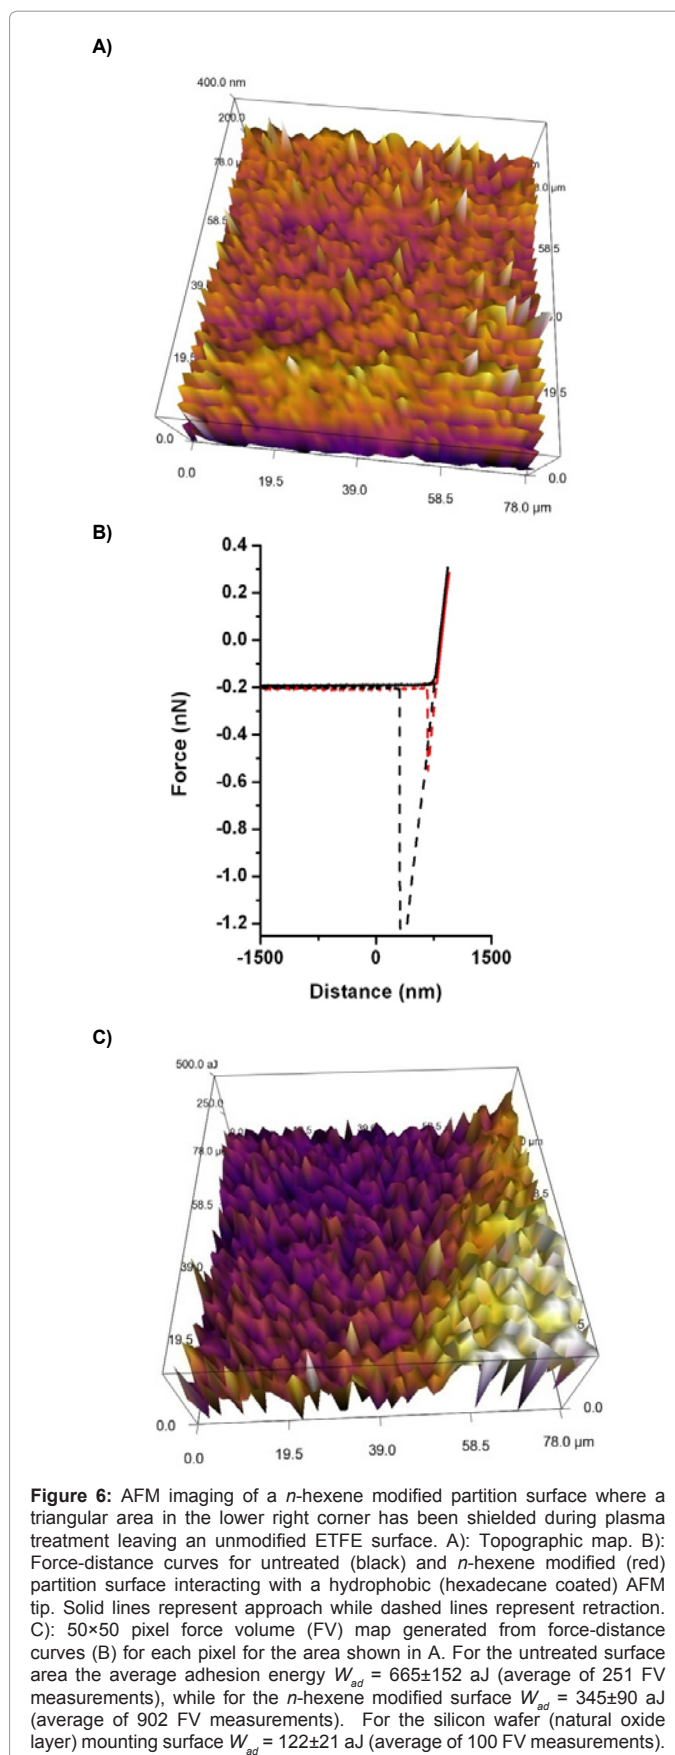 A)
400.0 nm
200.0
78.0 µ
58.5
39.
19.5
0.0
0.0
19.5
39.0
58.5
78.0 µm
0.0
19.5
58.5
B)
0.4
0.2
0.0
-0.2
-0.4
-0.6
-0.8
-1.0
-1.2
Force (nN)
-1500
0
1500
Distance (nm)
C)
500.0 aJ
250.0
78.0 µ
58.5
39.0
19.5
0.0
0.0
19.5
39.0
58.5
78.0 µm
0.0
Figure 6: AFM imaging of a n-hexene modified partition surface where a
triangular area in the lower right corner has been shielded during plasma
treatment leaving an unmodified ETFE surface. A): Topographic map. B):
Force-distance curves for untreated (black) and n-hexene modified (red)
partition surface interacting with a hydrophobic (hexadecane coated) AFM
tip. Solid lines represent approach while dashed lines represent retraction.
C): 50×50 pixel force volume (FV) map generated from force-distance
curves (B) for each pixel for the area shown in A. For the untreated surface
area the average adhesion energy Wad = 665±152 aJ (average of 251 FV
measurements), while for the n-hexene modified surface Wad = 345±90 aJ
(average of 902 FV measurements). For the silicon wafer (natural oxide
layer) mounting surface Wad = 122±21 aJ (average of 100 FV measurements).